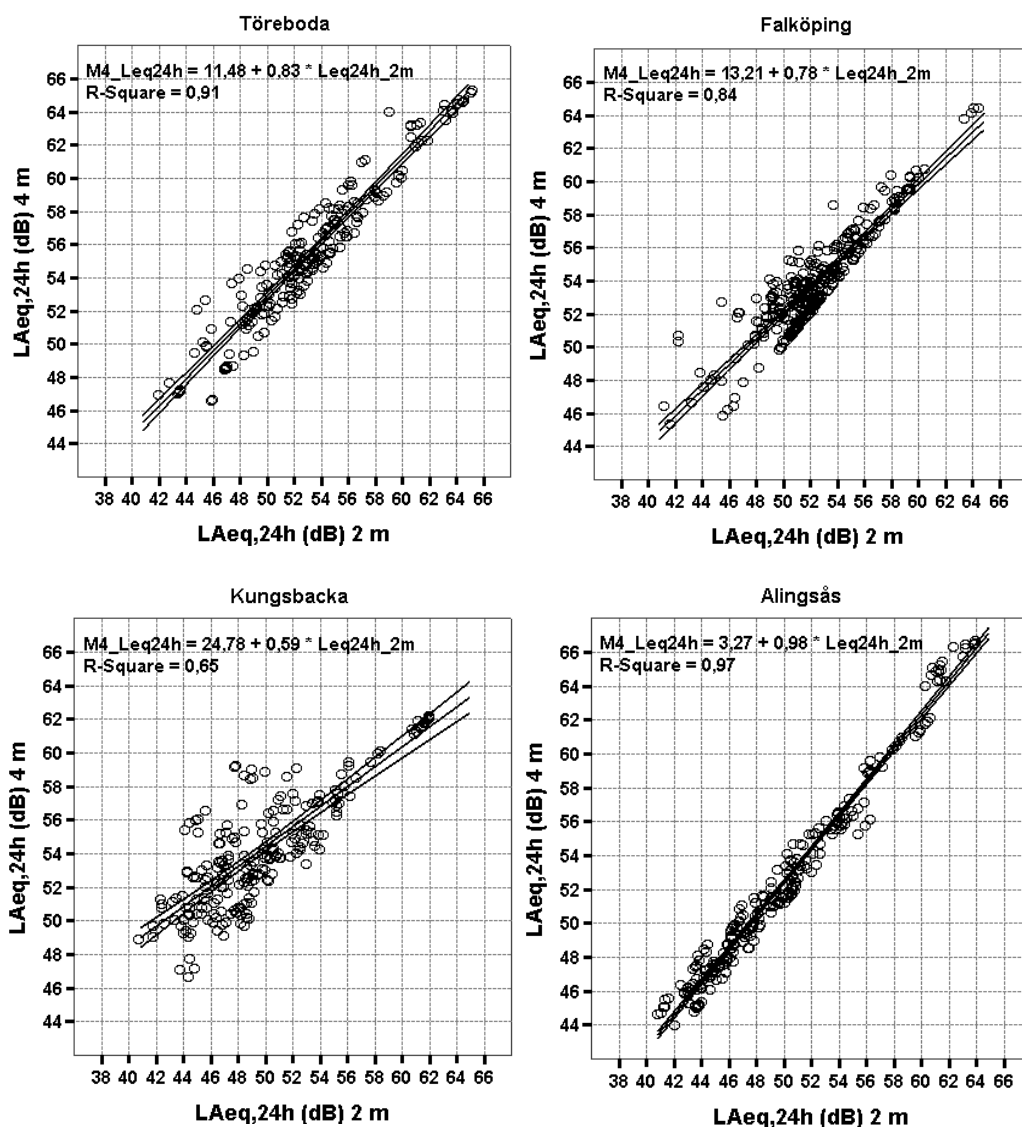 Töreboda
M4_Leq24h = 11,48 + 0,83 * Leq24h_2m
R-Square = 0,91
66
64
62
60
58
56
54
52
50
48
46
44
LAeq,24h (dB) 4 m
38 40 42 44 46 48 50 52 54 56 58 60 62 64 66
LAeq,24h (dB) 2 m
Falköping
M4_Leq24h = 13,21 + 0,78 * Leq24h_2m
R-Square = 0,84
66
64
62
60
58
56
54
52
50
48
46
44
LAeq,24h (dB) 4 m
38 40 42 44 46 48 50 52 54 56 58 60 62 64 66
LAeq,24h (dB) 2 m
Kungsbacka
M4_Leq24h = 24,78 + 0,59 * Leq24h_2m
R-Square = 0,65
66
64
62
60
58
56
54
52
50
48
46
44
LAeq,24h (dB) 4 m
38 40 42 44 46 48 50 52 54 56 58 60 62 64 66
LAeq,24h (dB) 2 m
Alingsås
M4_Leq24h = 3,27 + 0,98 * Leq24h_2m
R-Square = 0,97
66
64
62
60
58
56
54
52
50
48
46
44
LAeq,24h (dB) 4 m
38 40 42 44 46 48 50 52 54 56 58 60 62 64 66
LAeq,24h (dB) 2 m